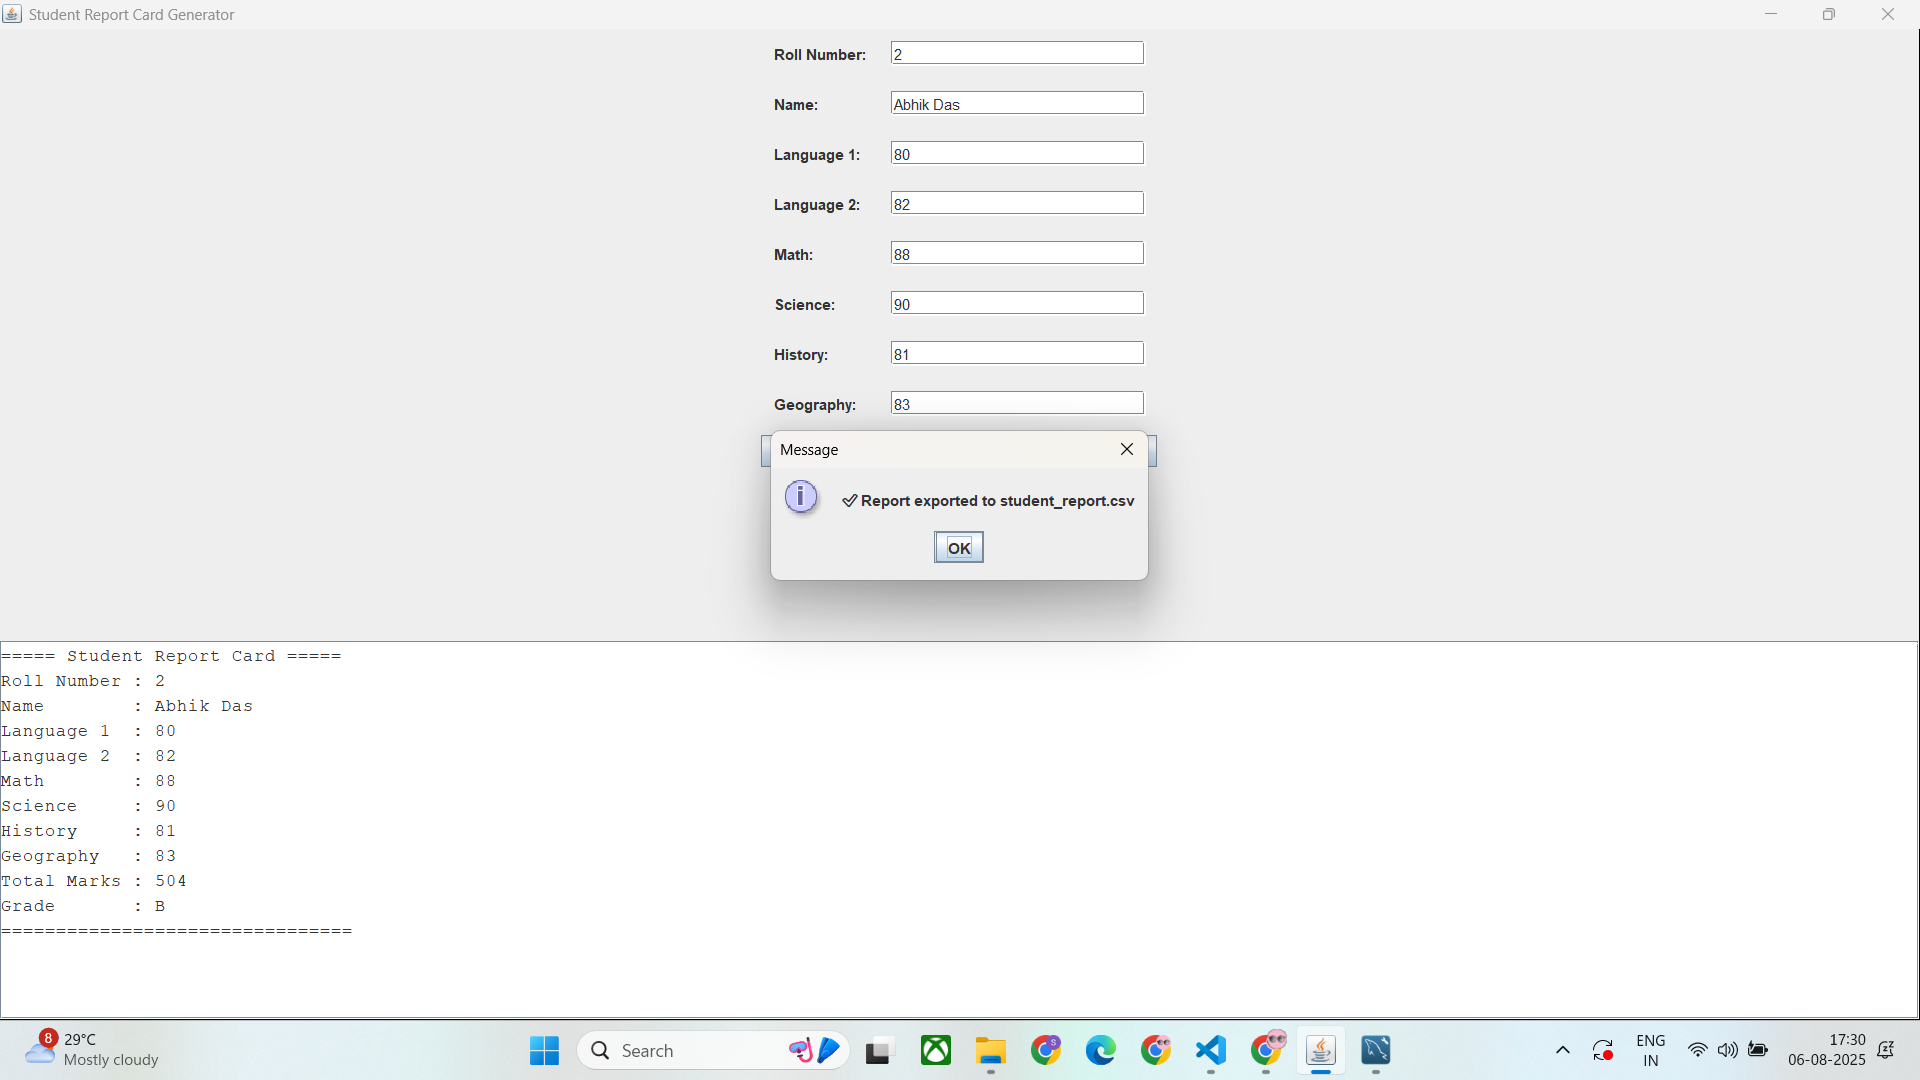 Student Report Card Generator
Roll Number: 2
Name: Abhik Das
Language 1: 80
Language 2: 82
Math: 88
Science: 90
History: 81
Geography: 83
Message
✓ Report exported to student_report.csv
OK
===== Student Report Card =====
Roll Number : 2
Name : Abhik Das
Language 1 : 80
Language 2 : 82
Math : 88
Science : 90
History : 81
Geography : 83
Total Marks : 504
Grade : B
================================
8
29°C
Mostly cloudy
Search
S
ENG
IN
17:30
06-08-2025